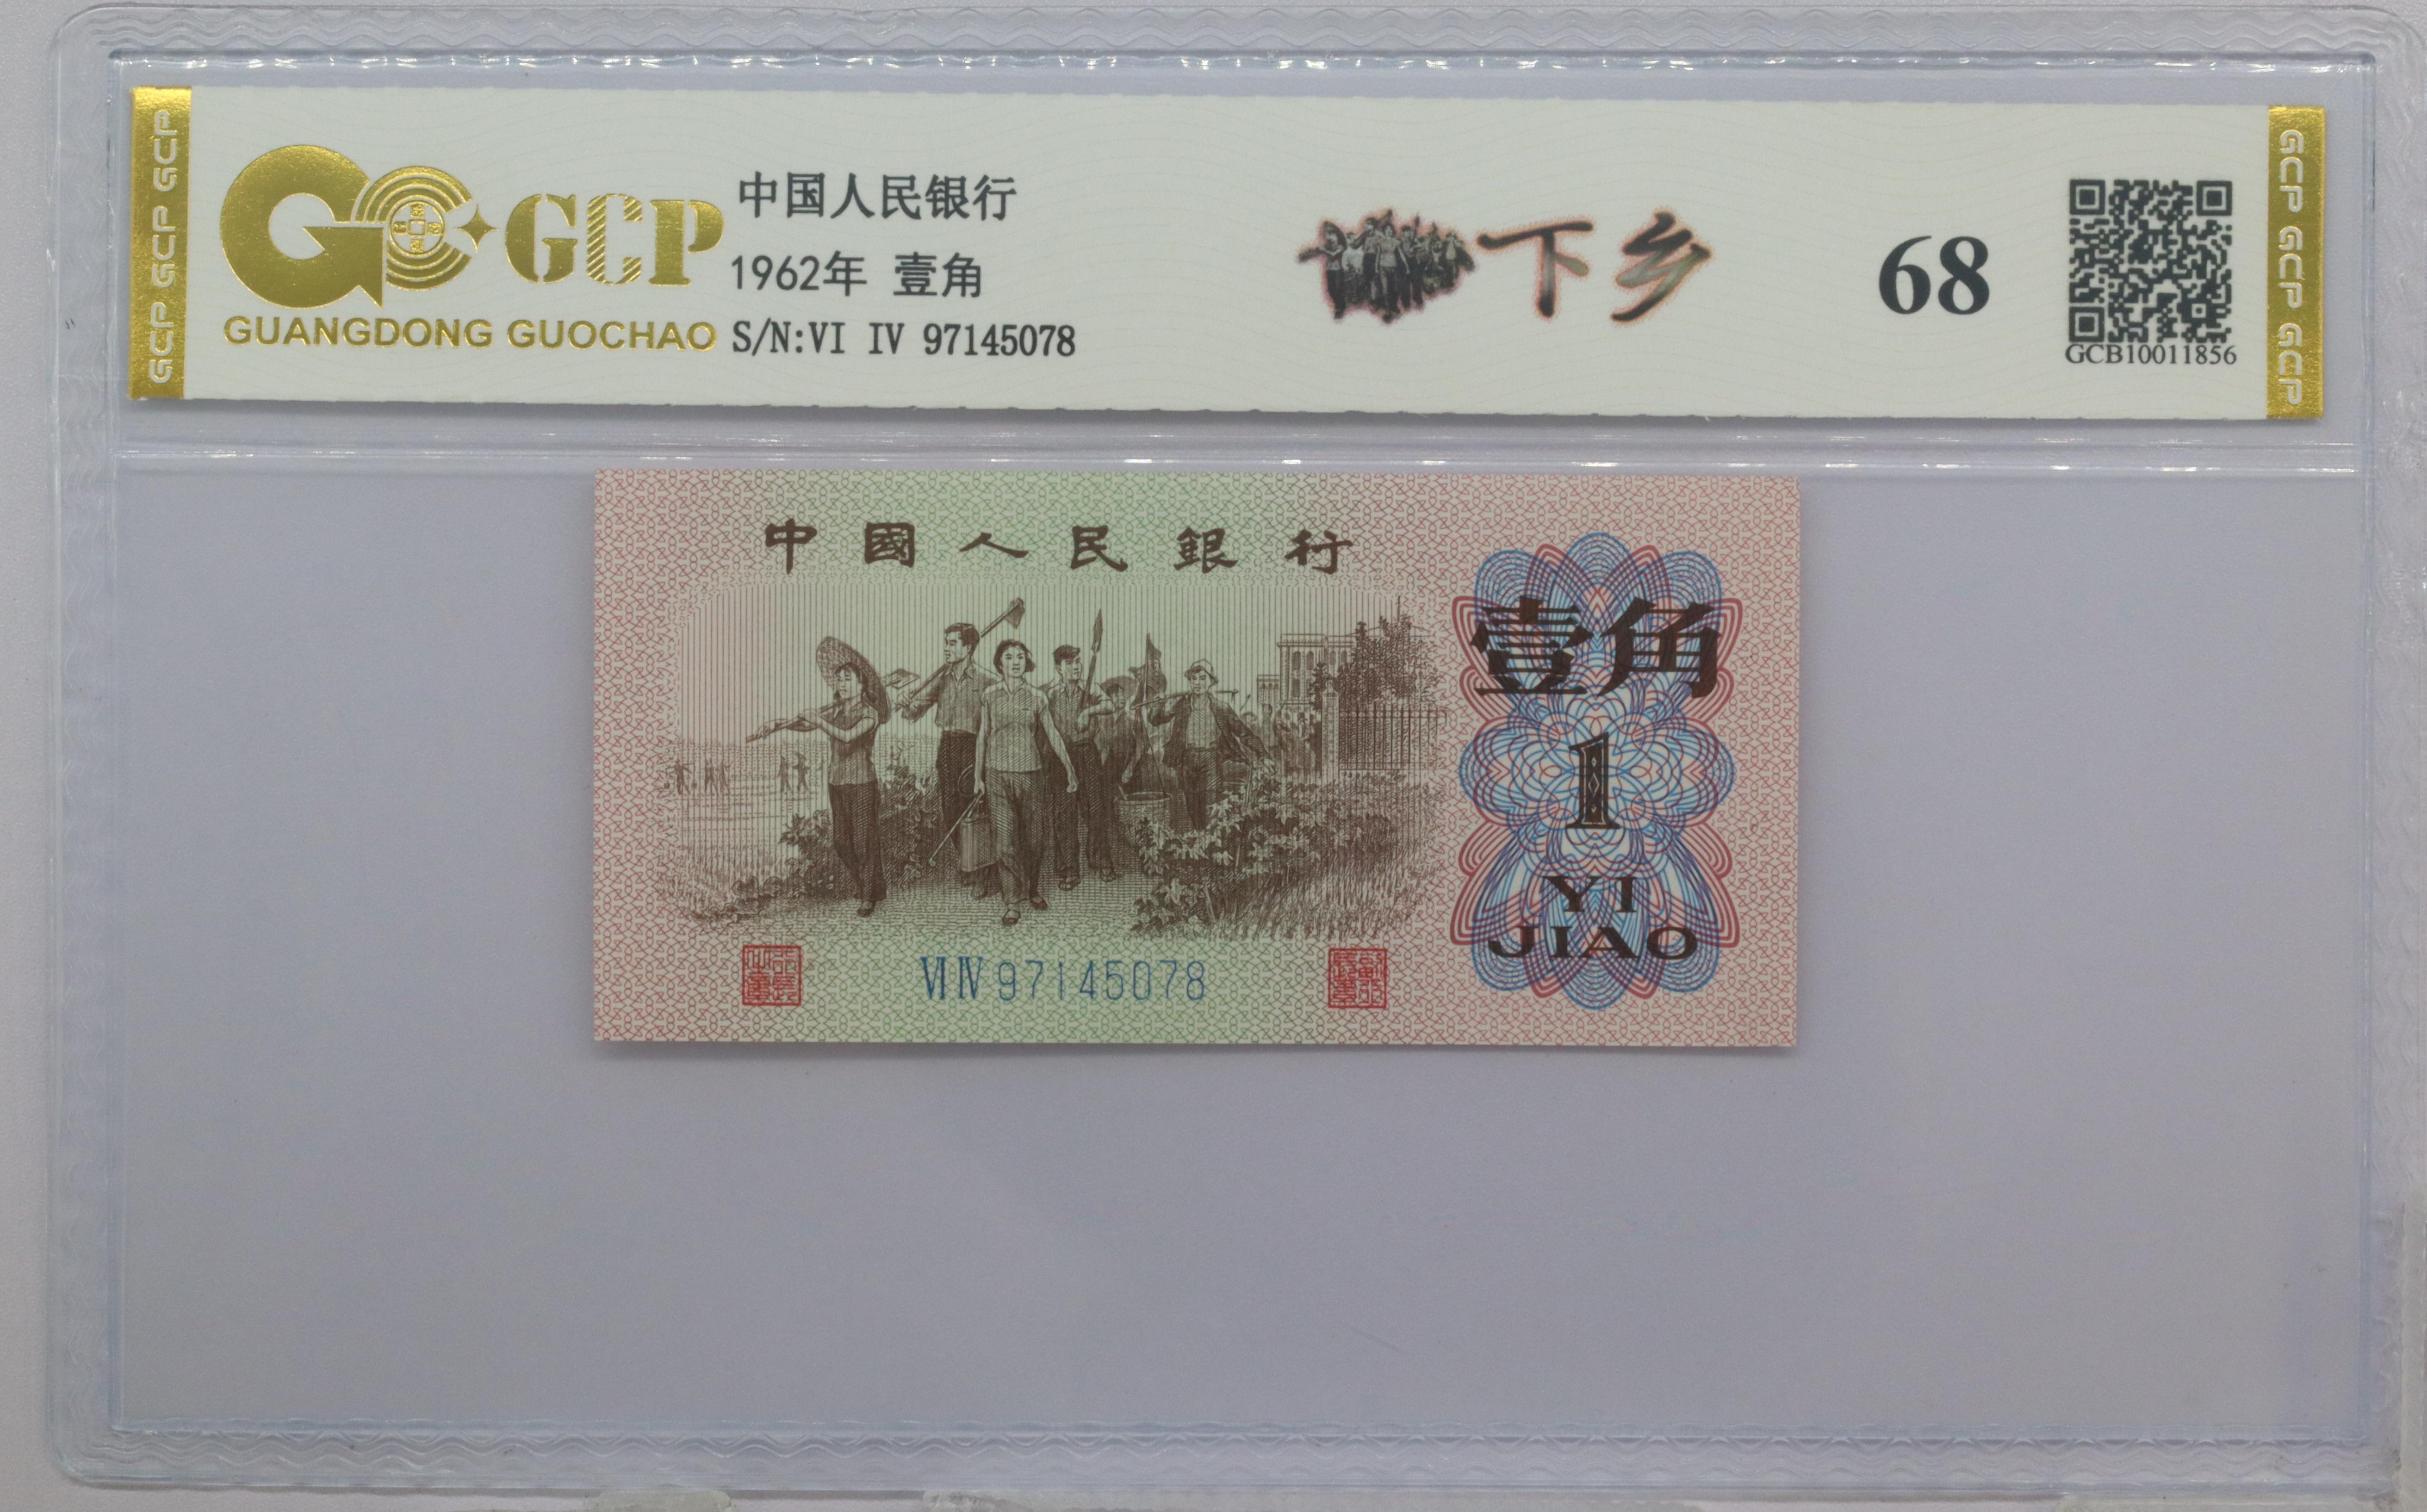 GCP GCP GCP
GCP
GUANGDONG GUOCHAO
中国人民银行
1962年 壹角
S/N:VI IV 97145078
下乡
68
GCB10011856
GCP GCP GCP
中國人民銀行
壹角
1
YI
JIAO
VI IV 97145078